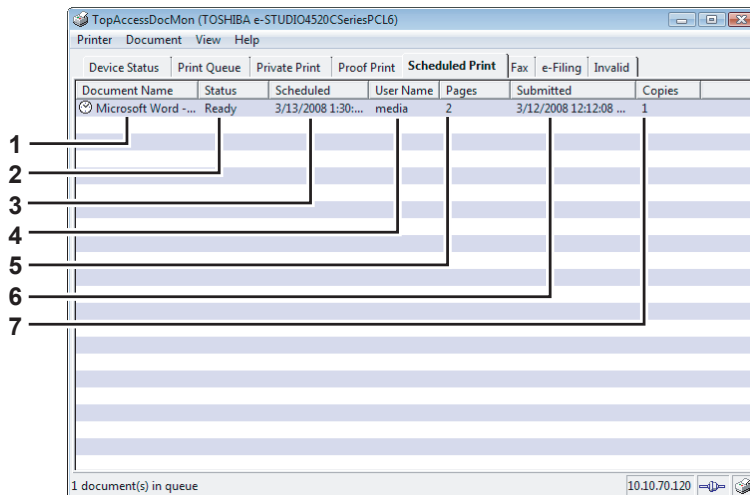 TopAccessDocMon (TOSHIBA e-STUDIO4520CSeriesPCL6)
Printer Document View Help
Device Status Print Queue Private Print Proof Print Scheduled Print Fax e-Filing Invalid
Document Name Status Scheduled User Name Pages Submitted Copies
Microsoft Word -... Ready 3/13/2008 1:30:... media 2 3/12/2008 12:12:08 ... 1
1
2
3
4
5
6
7
1 document(s) in queue 10.10.70.120